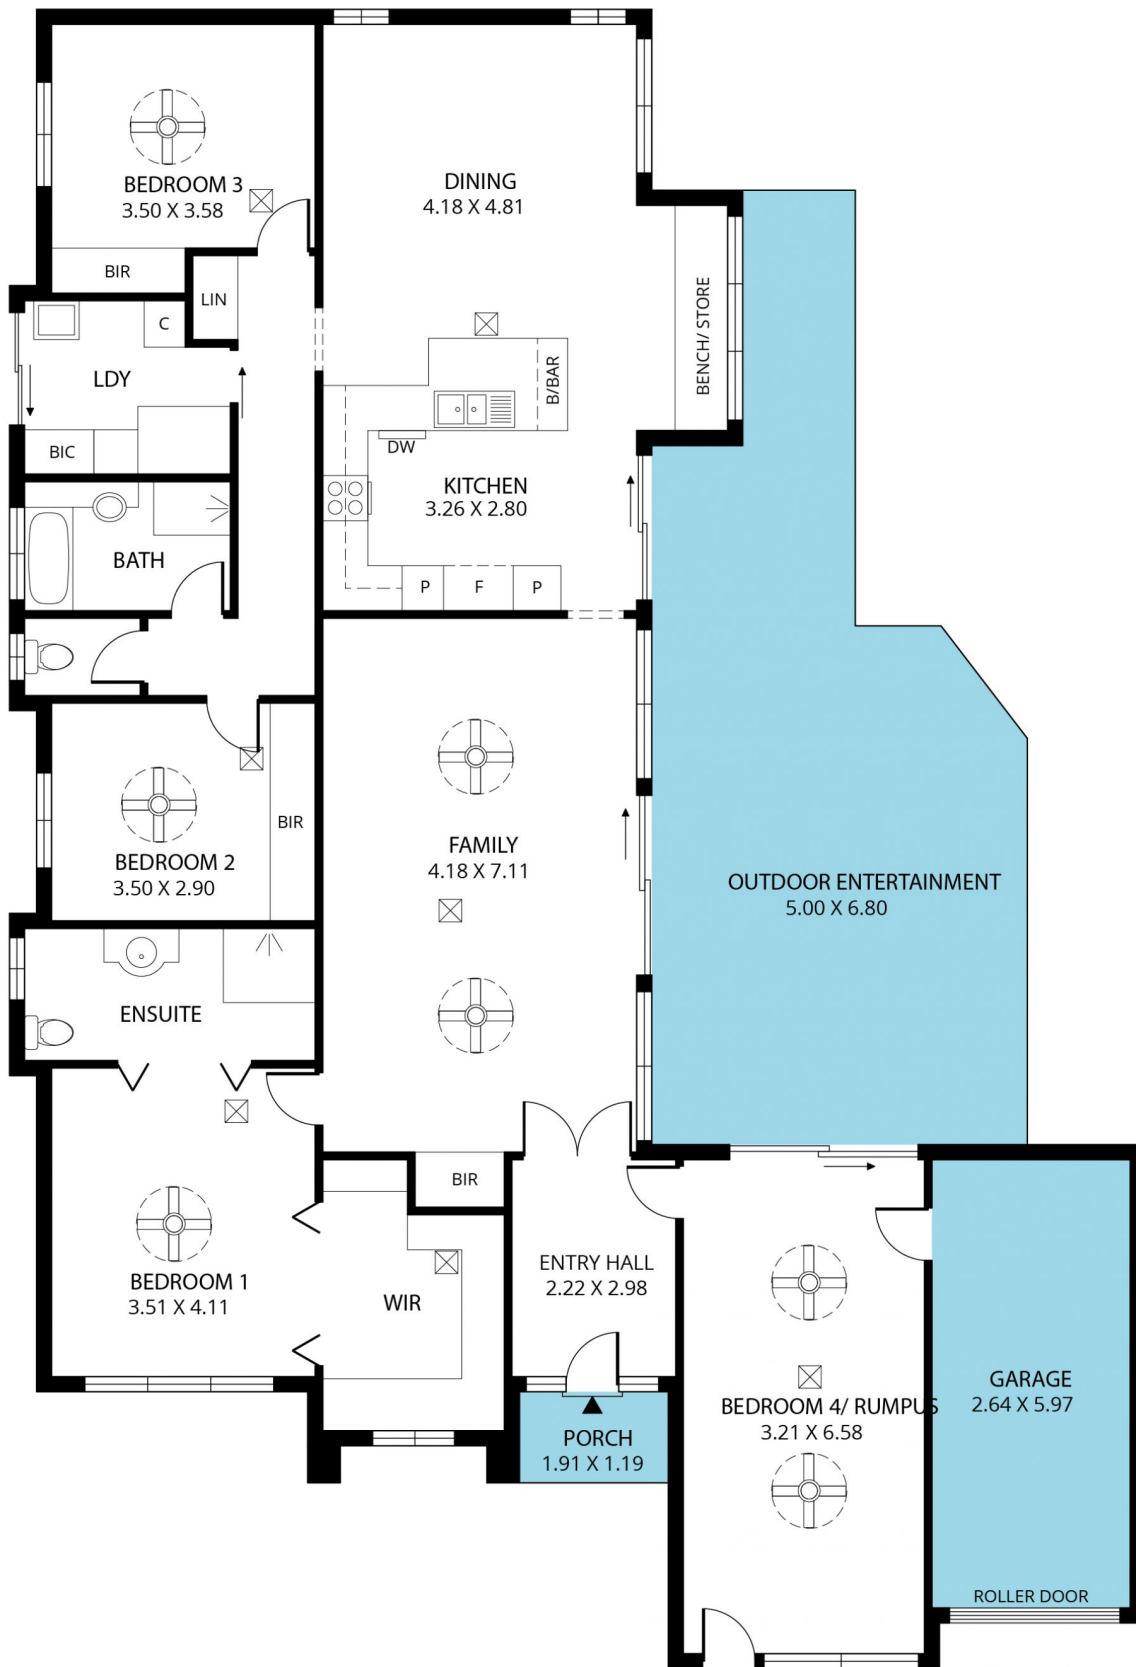 BEDROOM 3
3.50 X 3.58
BIR
LIN
C
LDY
BIC
DINING
4.18 X 4.81
BENCH/ STORE
B/BAR
DW
KITCHEN
3.26 X 2.80
P
F
P
BATH
BEDROOM 2
3.50 X 2.90
BIR
FAMILY
4.18 X 7.11
OUTDOOR ENTERTAINMENT
5.00 X 6.80
ENSUITE
BIR
BEDROOM 1
3.51 X 4.11
WIR
ENTRY HALL
2.22 X 2.98
PORCH
1.91 X 1.19
BEDROOM 4/ RUMPUS
3.21 X 6.58
GARAGE
2.64 X 5.97
ROLLER DOOR